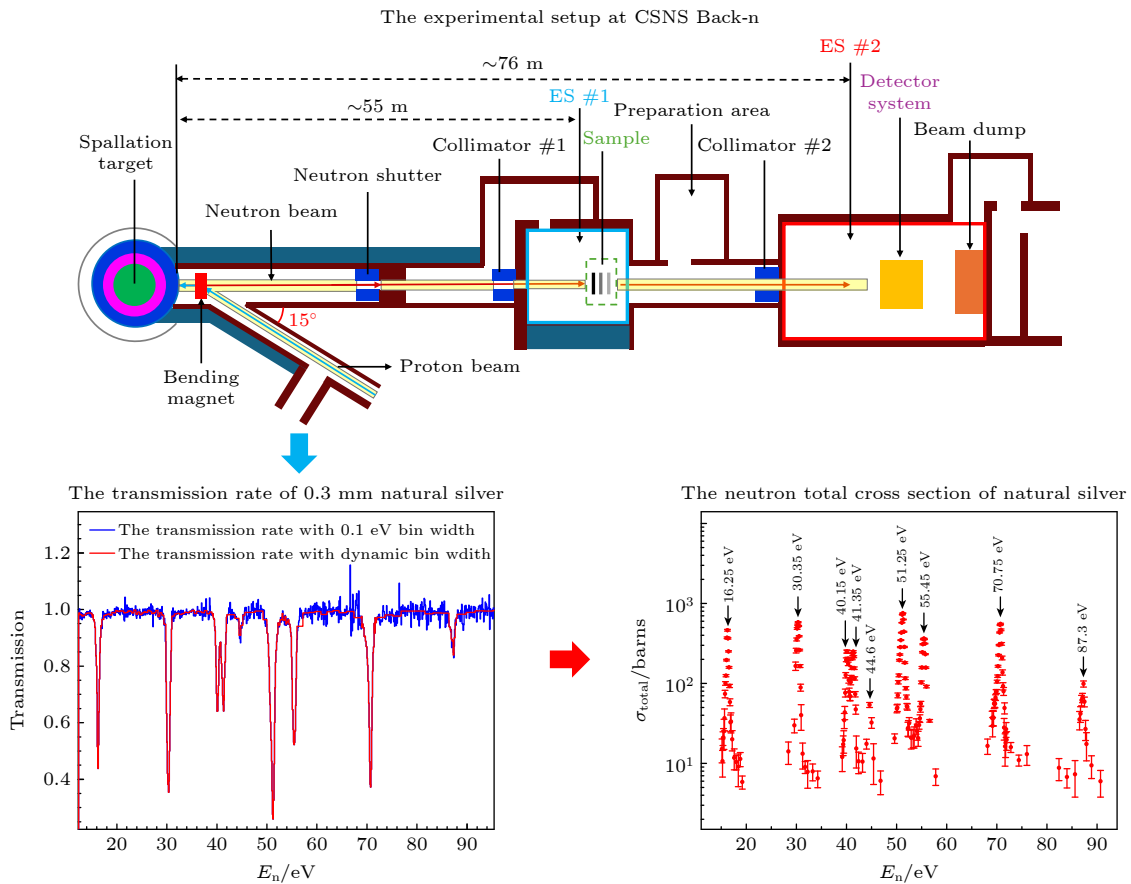 The experimental setup at CSNS Back-n
ES #2
~76 m
Detector
system
ES #1
Preparation area
~55 m
Beam dump
Spallation
target
Collimator #1
Sample
Collimator #2
Neutron shutter
Neutron beam
15°
Proton beam
Bending
magnet
The transmission rate of 0.3 mm natural silver
The transmission rate with 0.1 eV bin width
The transmission rate with dynamic bin wdith
Transmission
1.2
1.0
0.8
0.6
0.4
20 30 40 50 60 70 80 90
En/eV
The neutron total cross section of natural silver
σtotal/barns
10³
10²
10¹
16.25 eV
30.35 eV
40.15 eV
41.35 eV
44.6 eV
51.25 eV
55.45 eV
70.75 eV
87.3 eV
20 30 40 50 60 70 80 90
En/eV